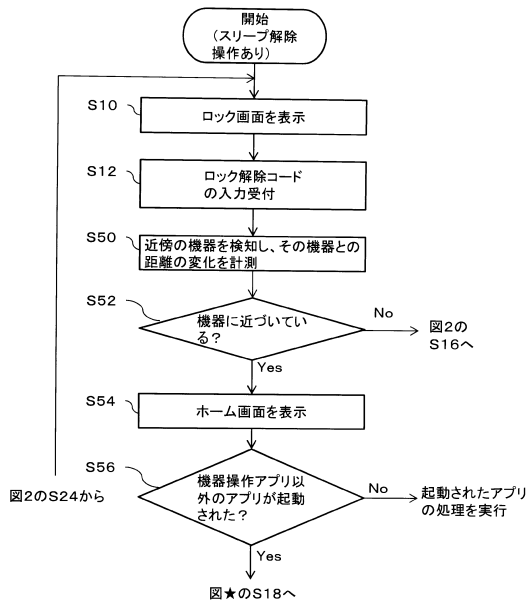 開始
(スリープ解除
操作あり)
S10
ロック画面を表示
S12
ロック解除コード
の入力受付
S50
近傍の機器を検知し、その機器との
距離の変化を計測
S52
機器に近づいてい
る?
No
図2の
S16へ
Yes
S54
ホーム画面を表示
S56
機器操作アプリ以
外のアプリが起動
された?
No
起動されたアプリ
の処理を実行
図2のS24から
Yes
図★のS18へ